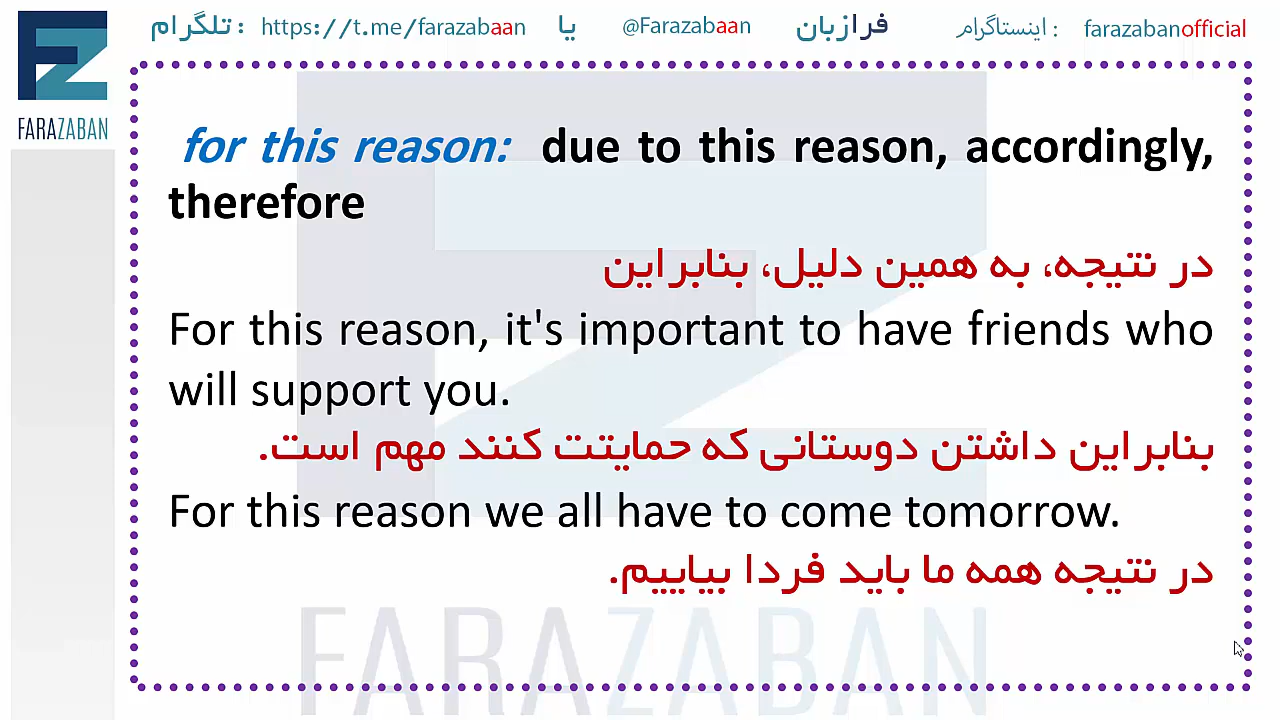 تلگرام : https://t.me/farazabaan یا @Farazabaan فرازبان اینستاگرام : farazabanofficial
FARAZABAN
for this reason: due to this reason, accordingly,
therefore
در نتیجه، به همین دلیل، بنابراین
For this reason, it's important to have friends who
will support you.
بنابراین داشتن دوستانی که حمایتت کنند مهم است.
For this reason we all have to come tomorrow.
در نتیجه همه ما باید فردا بیاییم.
FARAZABAN